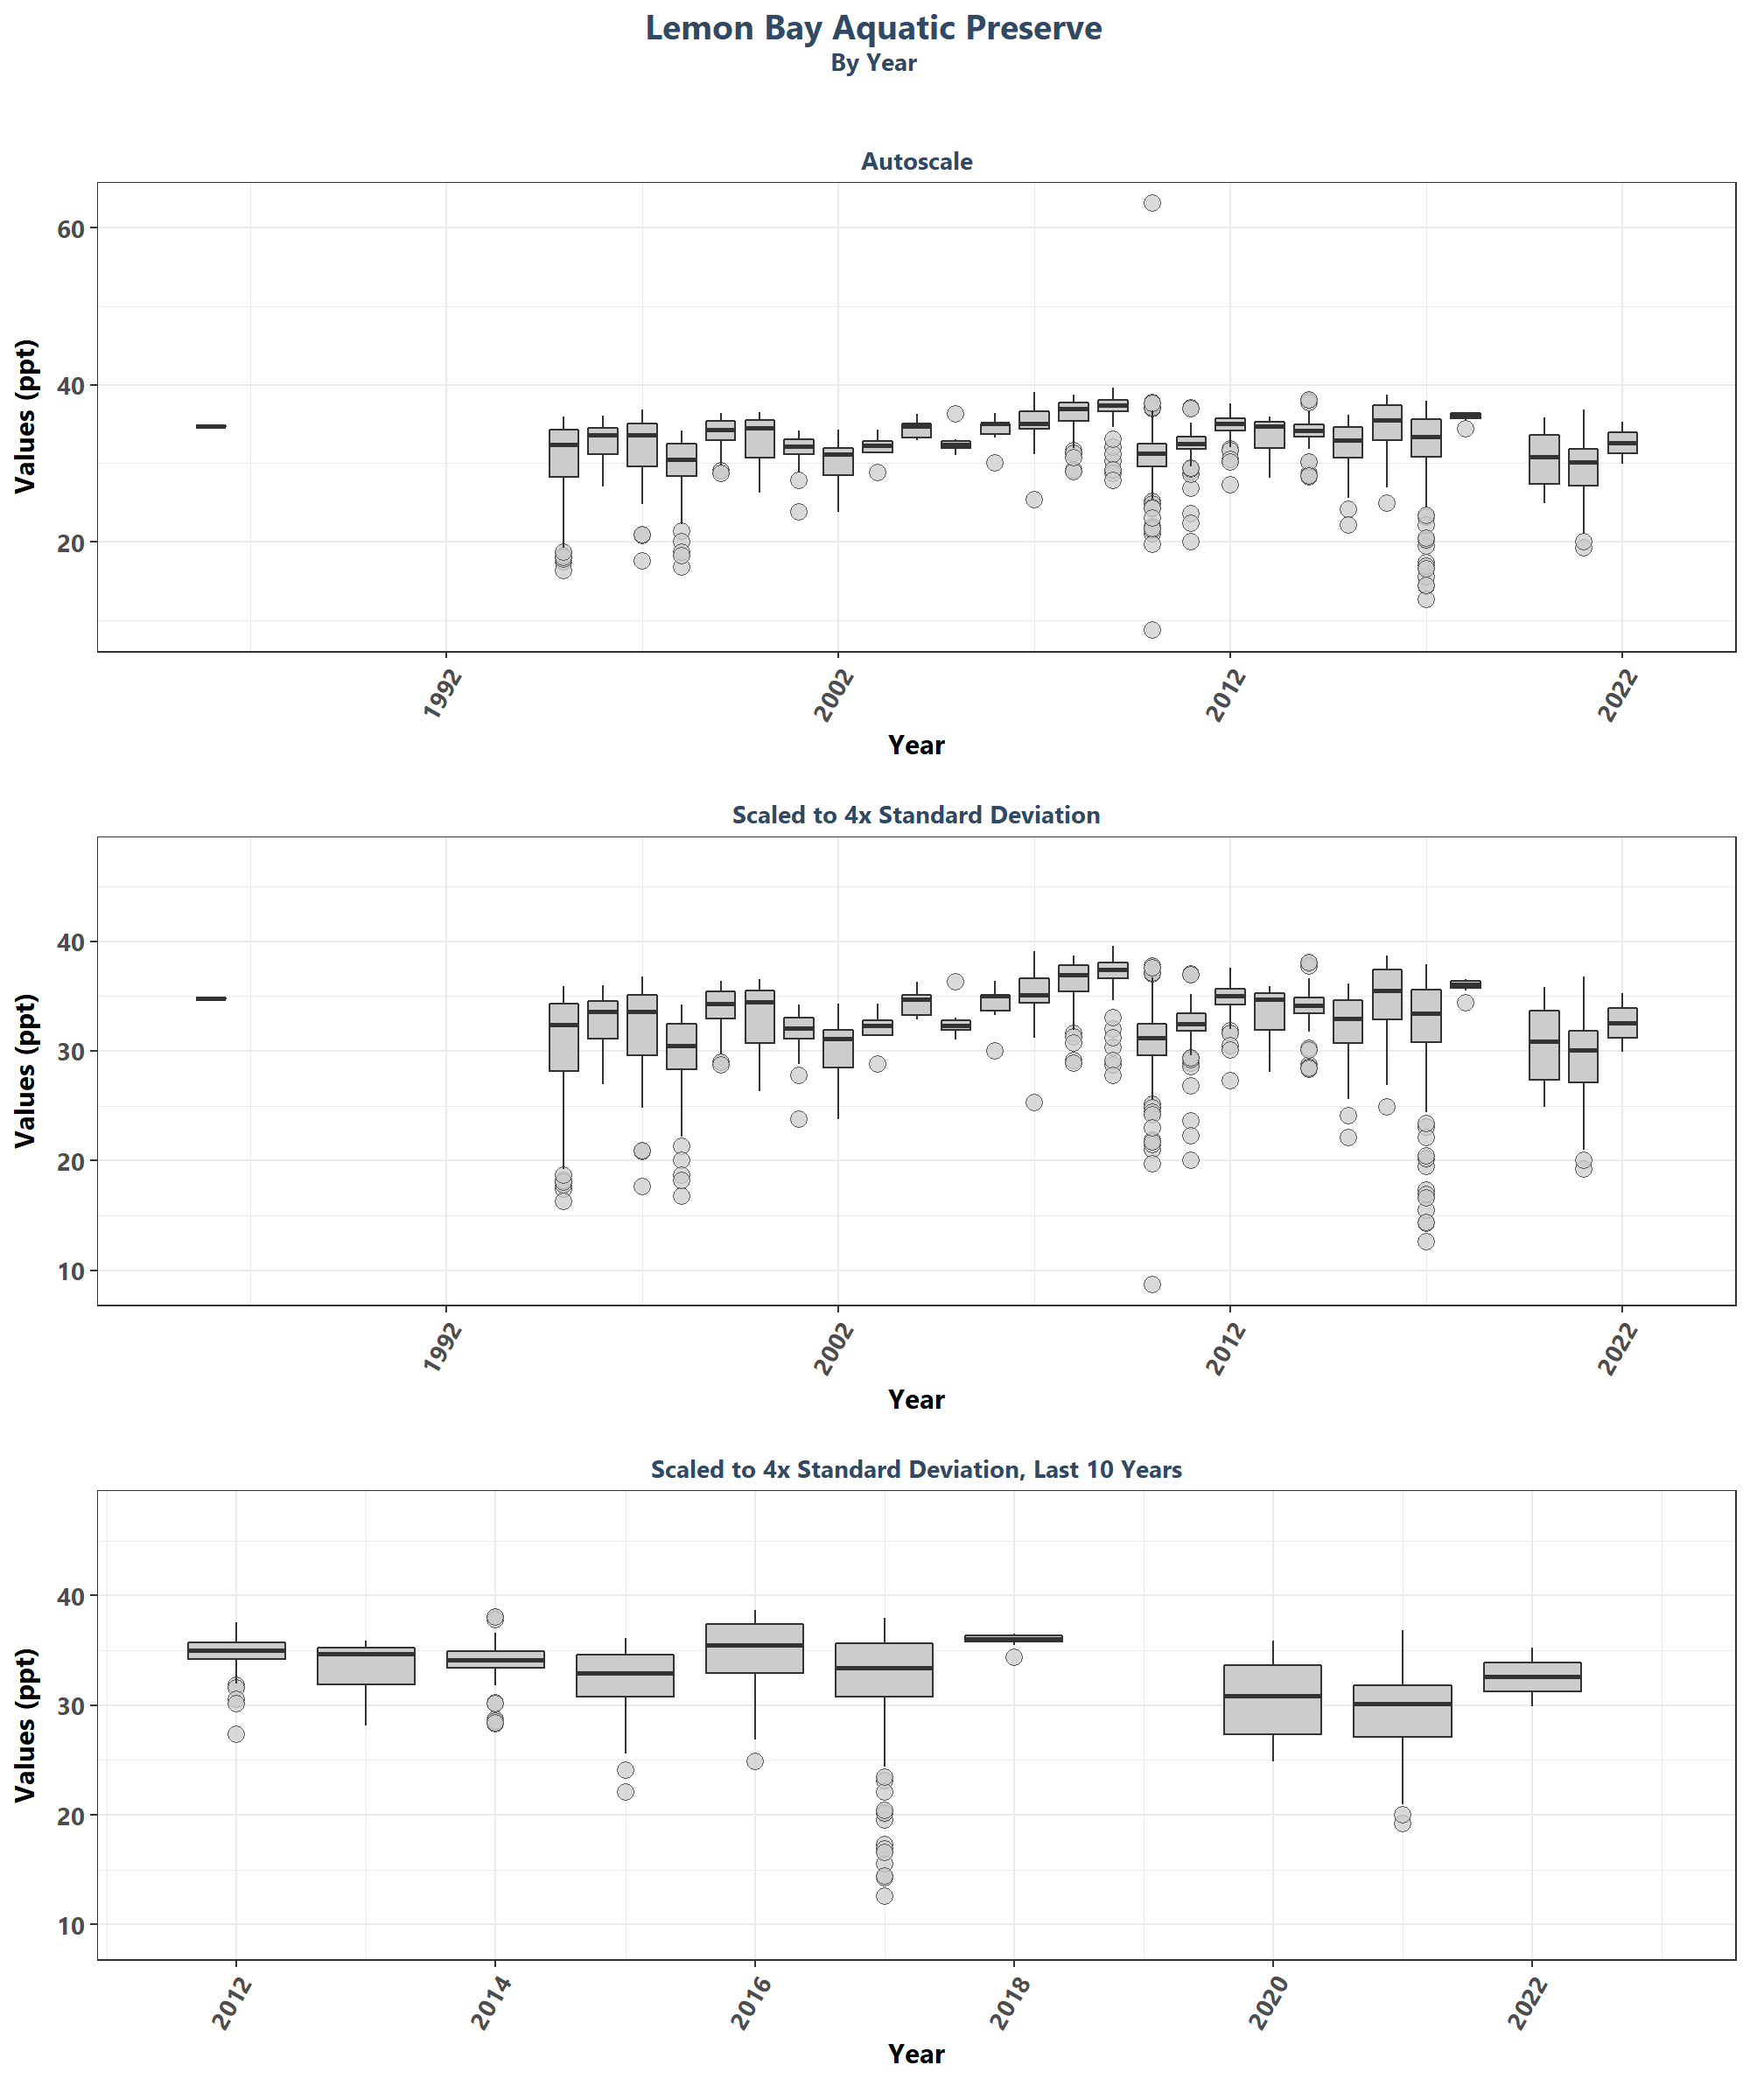 Lemon Bay Aquatic Preserve
By Year
Autoscale
Values (ppt)
60
40
20
1992
2002
2012
2022
Year
Scaled to 4x Standard Deviation
Values (ppt)
40
30
20
10
1992
2002
2012
2022
Year
Scaled to 4x Standard Deviation, Last 10 Years
Values (ppt)
40
30
20
10
2012
2014
2016
2018
2020
2022
Year